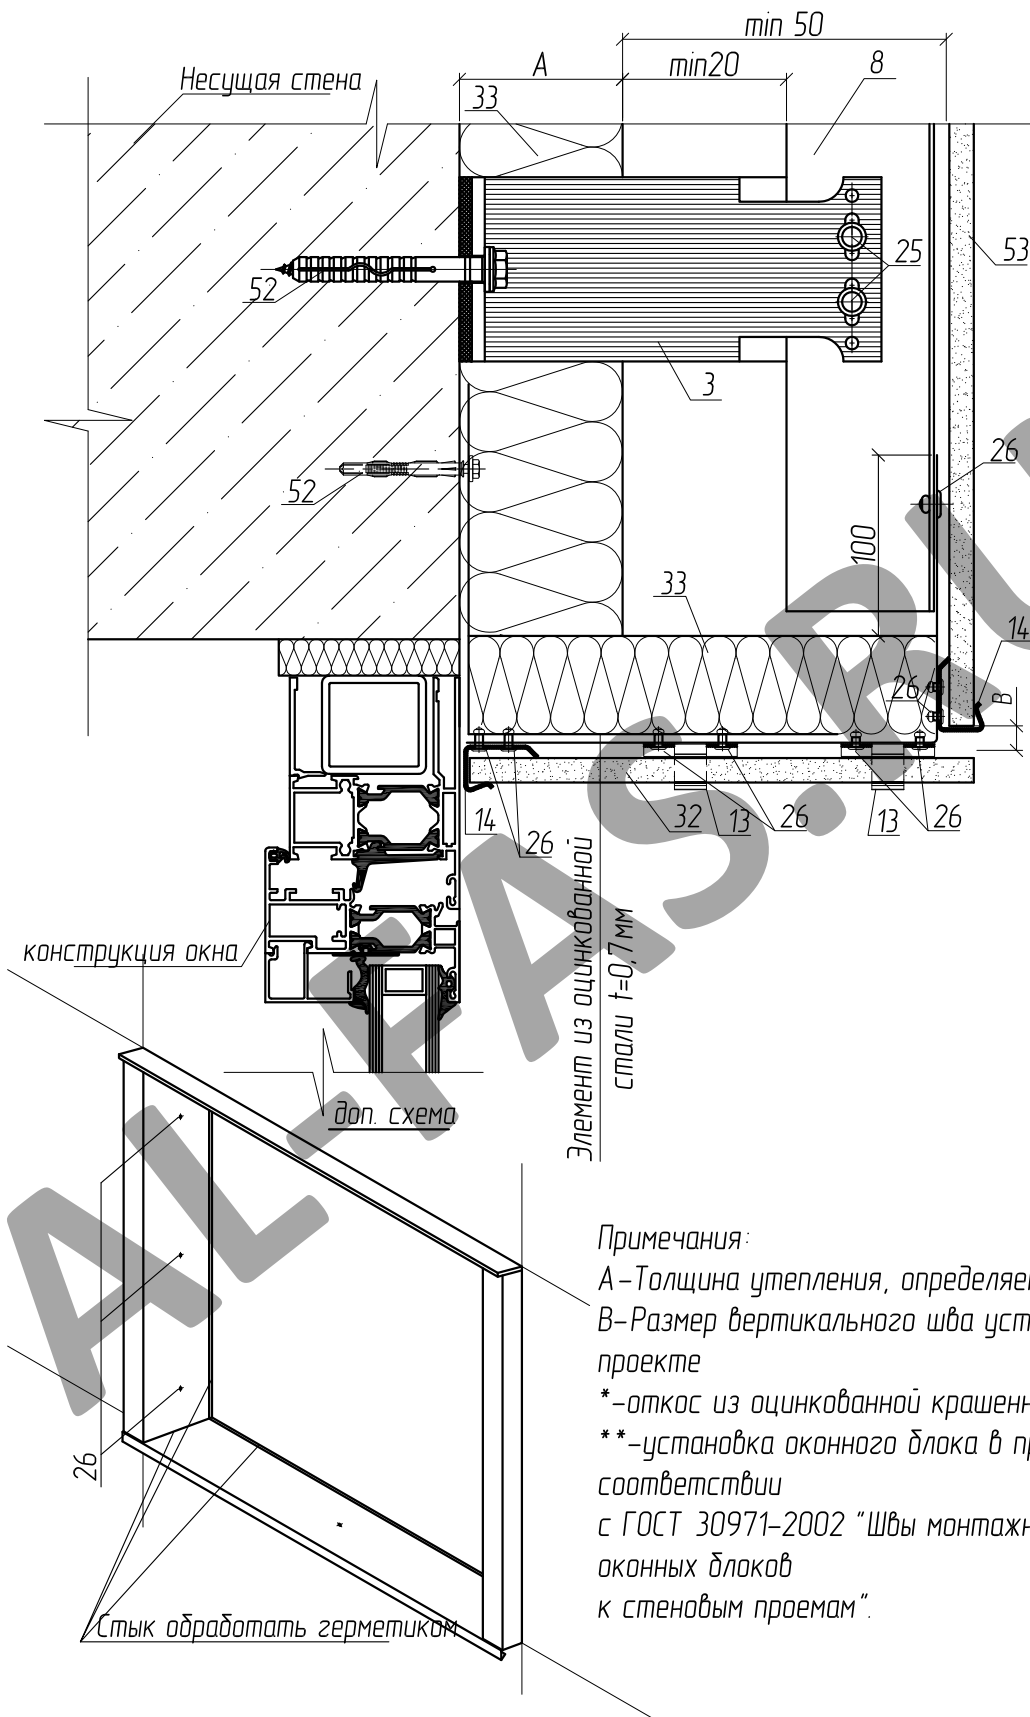 min 50
Несущая стена
A
min20
8
33
25
53
52
3
26
52
100
33
14
26
В
14
26
32
13
26
13
26
конструкция окна
Элемент из оцинкованной
стали t=0,7 мм
доп. схема
26
Стык обработать герметиком
Примечания:
А-Толщина утепления, определяе
В-Размер вертикального шва уст
проекте
*-откос из оцинкованной крашенн
**-установка оконного блока в пр
соответствии
с ГОСТ 30971-2002 "Швы монтажн
оконных блоков
к стеновым проемам".
AL-FAS.RU